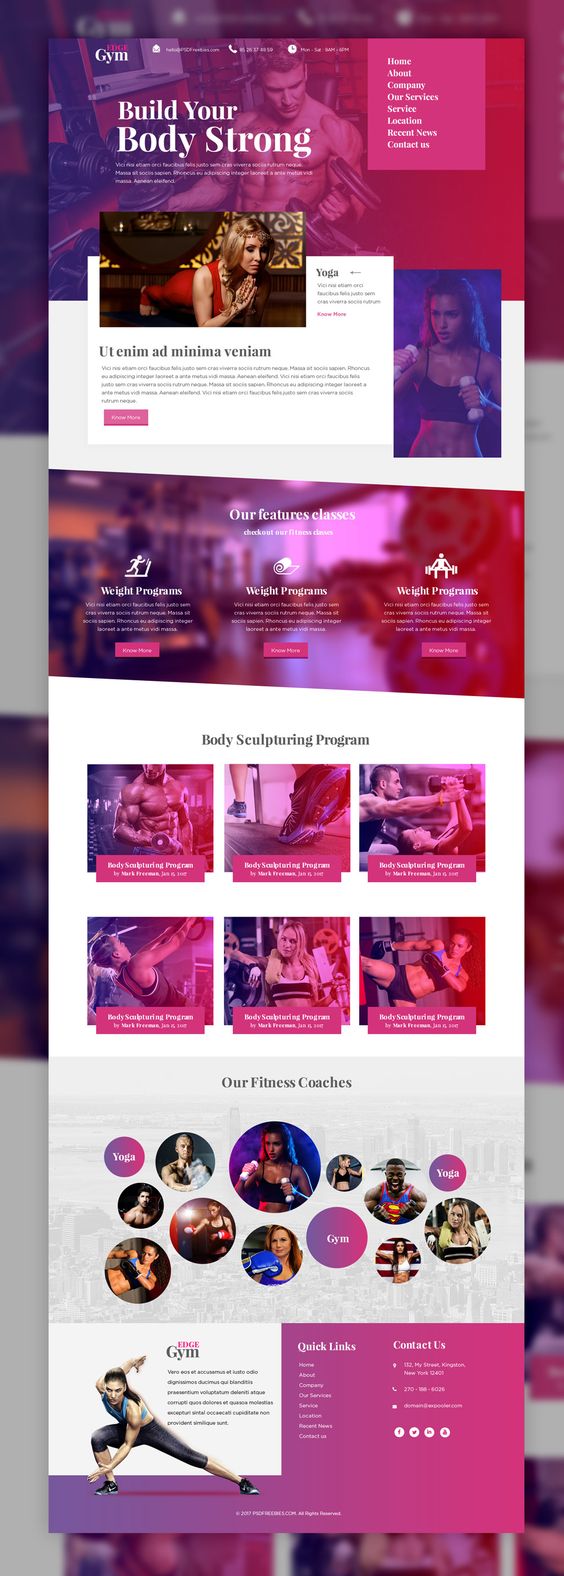 EDGE
Gym
hello@PSDFreebies.com
85 26 37 48 59
Mon - Sat : 9AM - 6PM
Home
About
Company
Our Services
Service
Location
Recent News
Contact us
Build Your
Body Strong
Vici nisi etiam orci faucibus felis justo sem cras viverra sociis rutrum neque.
Massa sit sociis sapien. Rhoncus eu adipiscing integer laoreet a ante metus vidi
massa. Aenean eleifend.
Yoga
Vici nisi etiam orci
faucibus felis justo sem
cras viverra sociis rutrum
Know More
Ut enim ad minima veniam
Vici nisi etiam orci faucibus felis justo sem cras viverra sociis rutrum neque. Massa sit sociis sapien. Rhoncus
eu adipiscing integer laoreet a ante metus vidi massa. Aenean eleifend. Vici nisi etiam orci faucibus felis
justo sem cras viverra sociis rutrum neque. Massa sit sociis sapien. Rhoncus eu adipiscing integer laoreet a
ante metus vidi massa. Aenean eleifend. Vici nisi etiam orci faucibus felis justo sem cras viverra sociis
rutrum neque.
Know More
Our features classes
checkout our fitness classes
Weight Programs
Vici nisi etiam orci faucibus felis justo sem
cras viverra sociis rutrum neque. Massa sit
sociis sapien. Rhoncus eu adipiscing integer
laoreet a ante metus vidi massa.
Know More
Weight Programs
Vici nisi etiam orci faucibus felis justo sem
cras viverra sociis rutrum neque. Massa sit
sociis sapien. Rhoncus eu adipiscing integer
laoreet a ante metus vidi massa.
Know More
Weight Programs
Vici nisi etiam orci faucibus felis justo sem
cras viverra sociis rutrum neque. Massa sit
sociis sapien. Rhoncus eu adipiscing integer
laoreet a ante metus vidi massa.
Know More
Body Sculpturing Program
Body Sculpturing Program
by Mark Freeman, Jan 15, 2017
Body Sculpturing Program
by Mark Freeman, Jan 15, 2017
Body Sculpturing Program
by Mark Freeman, Jan 15, 2017
Body Sculpturing Program
by Mark Freeman, Jan 15, 2017
Body Sculpturing Program
by Mark Freeman, Jan 15, 2017
Body Sculpturing Program
by Mark Freeman, Jan 15, 2017
Our Fitness Coaches
Yoga
Yoga
Gym
EDGE
Gym
Vero eos et accusamus et iusto odio
dignissimos ducimus qui blanditiis
praesentium voluptatum deleniti atque
corrupti quos dolores et quasa molestias
excepturi sintal occaecati cupiditate non
provident similique sunt.
Quick Links
Home
About
Company
Our Services
Service
Location
Recent News
Contact us
Contact Us
132, My Street, Kingston,
New York 12401
270 - 188 - 6026
domain@expooler.com
© 2017 PSDFREEBIES.COM. All Rights Reserved.